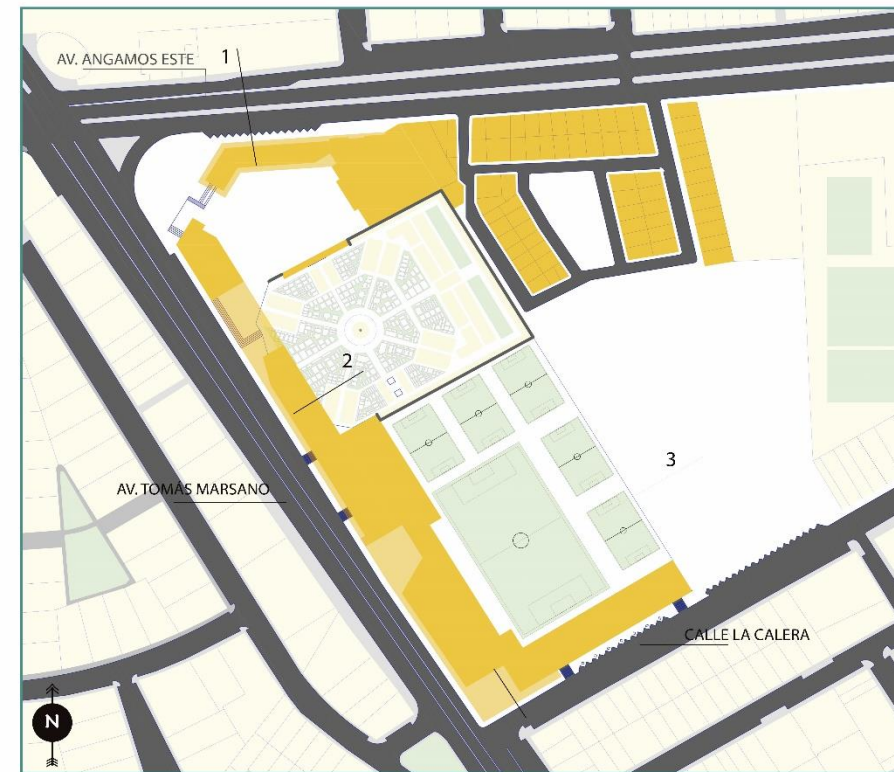 1
AV. ANGAMOS ESTE
2
3
AV. TOMÁS MARSANO
CALLE LA CALERA
N